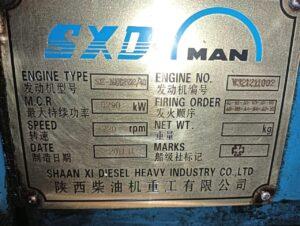 SXD MAN
ENGINE TYPE ENGINE NO.
发动机型号 发动机编号
M.C.R kW FIRING ORDER
最大持续功率 发火顺序
SPEED rpm NET WT. kg
转速 重量
DATE MARKS
制造日期 船级社标记
SHAAN XI DIESEL HEAVY INDUSTRY CO.,LTD
陕西柴油机重工有限公司